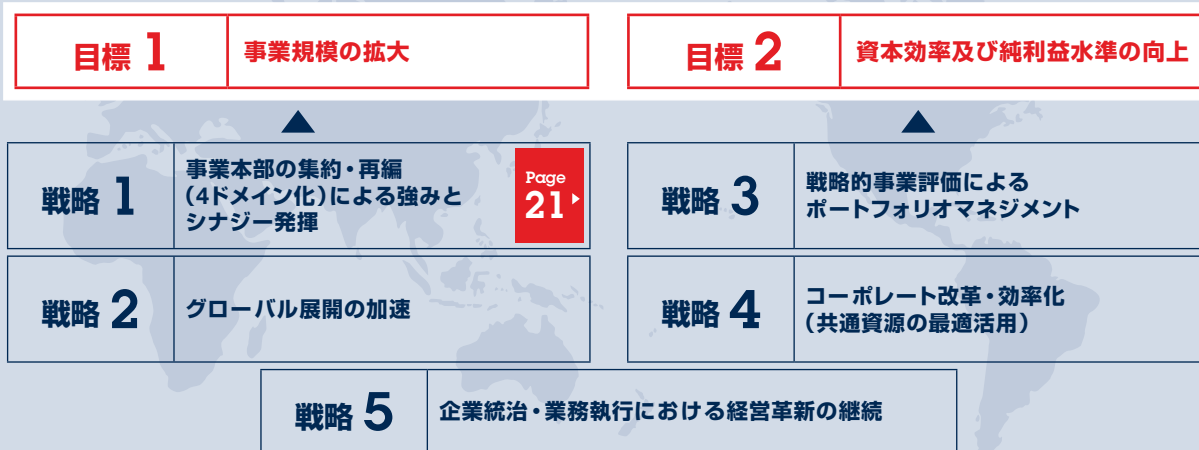 目標 1
事業規模の拡大
目標 2
資本効率及び純利益水準の向上
戦略 1
事業本部の集約・再編
(4ドメイン化)による強みと
シナジー発揮
Page
21
戦略 2
グローバル展開の加速
戦略 3
戦略的事業評価による
ポートフォリオマネジメント
戦略 4
コーポレート改革・効率化
(共通資源の最適活用)
戦略 5
企業統治・業務執行における経営革新の継続